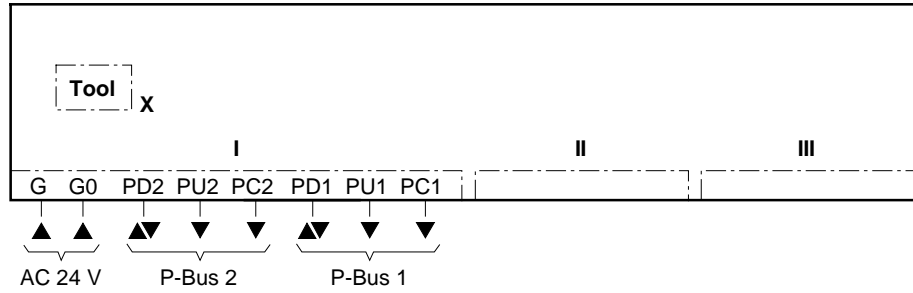 Tool
X
I II III
G G0 PD2 PU2 PC2 PD1 PU1 PC1
AC 24 V P-Bus 2 P-Bus 1